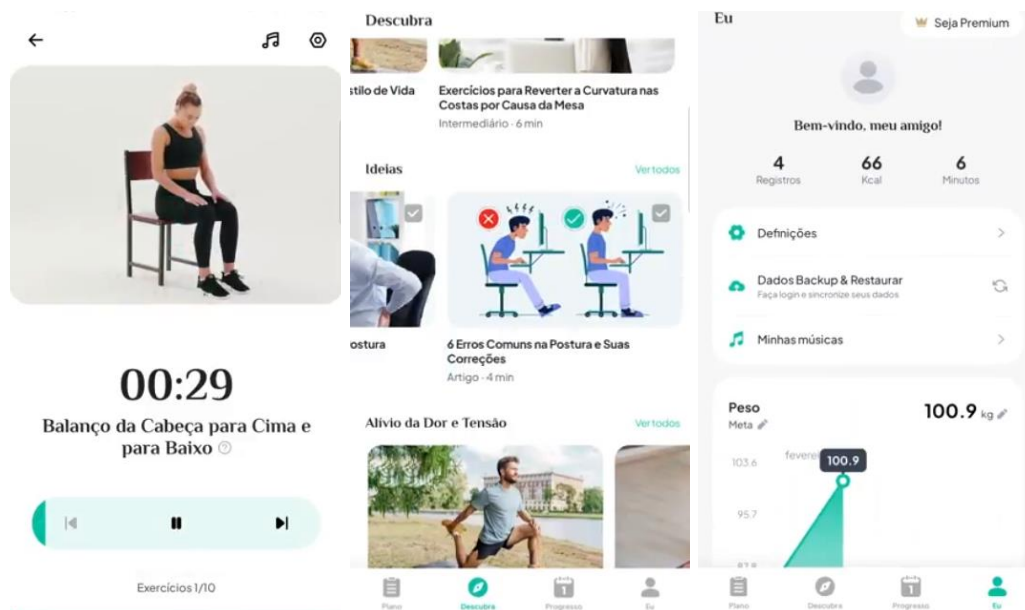 00:29
Balanço da Cabeça para Cima e
para Baixo
Exercícios 1/10
Descubra
stilo de Vida
Exercícios para Reverter a Curvatura nas
Costas por Causa da Mesa
Intermediário · 6 min
Ideias
Ver todos
ostura
6 Erros Comuns na Postura e Suas
Correções
Artigo · 4 min
Alívio da Dor e Tensão
Ver todos
Plano
Descubra
Progresso
Eu
Eu
Seja Premium
Bem-vindo, meu amigo!
4
66
6
Registros
Kcal
Minutos
Definições
Dados Backup & Restaurar
Faça login e sincronize seus dados
Minhas músicas
Peso
100.9 kg
Meta
103.6
fevere
100.9
95.7
Plano
Descubra
Progresso
Eu